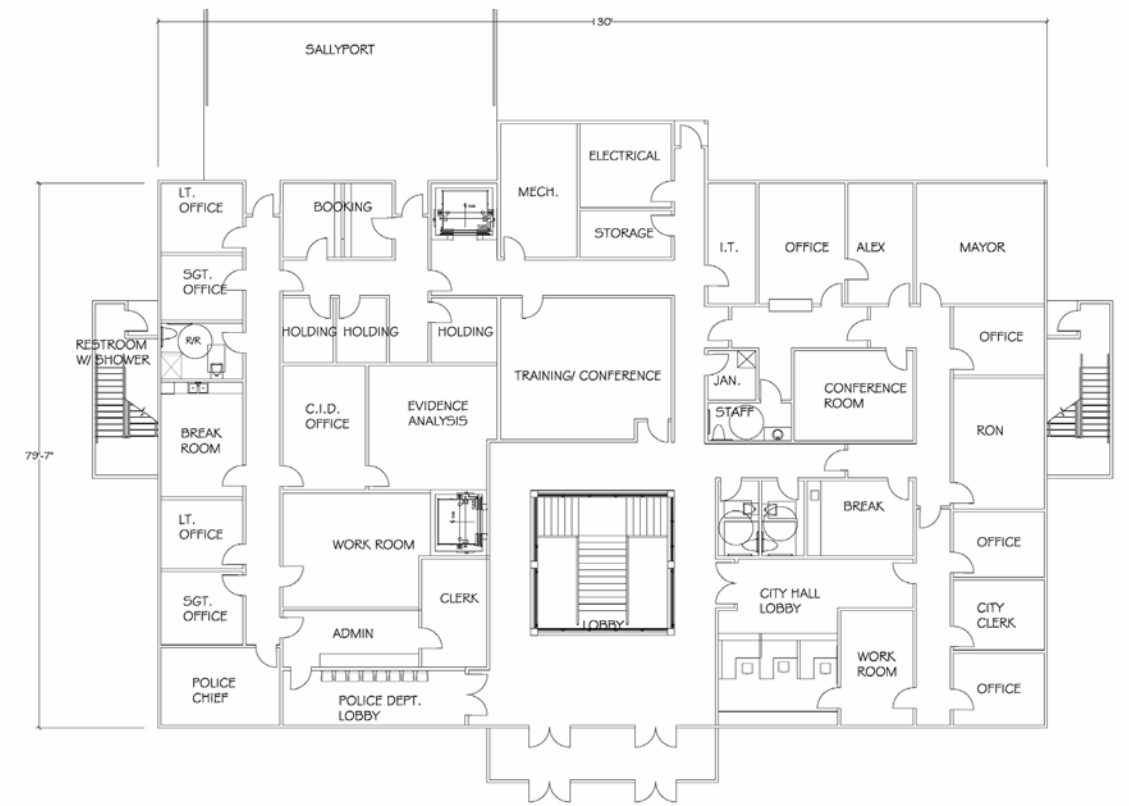 130'
SALLYPORT
LT.
OFFICE
BOOKING
MECH.
ELECTRICAL
STORAGE
I.T.
OFFICE
ALEX
MAYOR
SGT.
OFFICE
HOLDING
HOLDING
HOLDING
RESTROOM
W/ SHOWER
R/R
TRAINING/ CONFERENCE
JAN.
STAFF
CONFERENCE
ROOM
OFFICE
C.I.D.
OFFICE
EVIDENCE
ANALYSIS
BREAK
ROOM
RON
79'-7"
LT.
OFFICE
WORK ROOM
BREAK
OFFICE
SGT.
OFFICE
CLERK
LOBBY
CITY HALL
LOBBY
CITY
CLERK
ADMIN
WORK
ROOM
POLICE
CHIEF
POLICE DEPT.
LOBBY
OFFICE